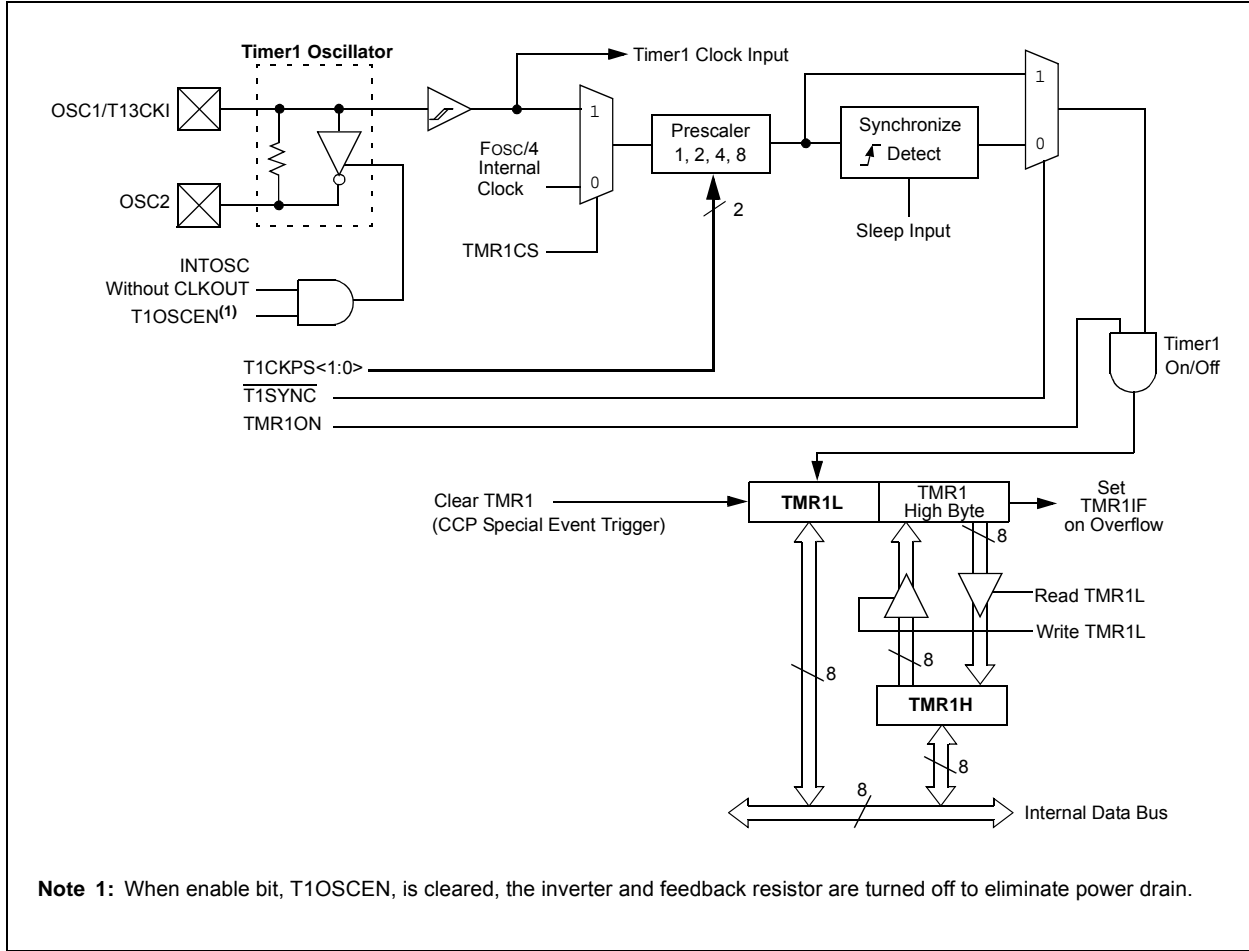 Timer1 Oscillator
Timer1 Clock Input
OSC1/T13CKI
1
FOSC/4
Internal
Clock
0
Prescaler
1, 2, 4, 8
Synchronize
Detect
1
0
OSC2
2
Sleep Input
TMR1CS
INTOSC
Without CLKOUT
T1OSCEN(1)
Timer1
On/Off
T1CKPS<1:0>
T1SYNC
TMR1ON
Clear TMR1
(CCP Special Event Trigger)
TMR1L
TMR1
High Byte
Set
TMR1IF
on Overflow
8
Read TMR1L
Write TMR1L
8
8
TMR1H
8
8
Internal Data Bus
Note 1: When enable bit, T1OSCEN, is cleared, the inverter and feedback resistor are turned off to eliminate power drain.